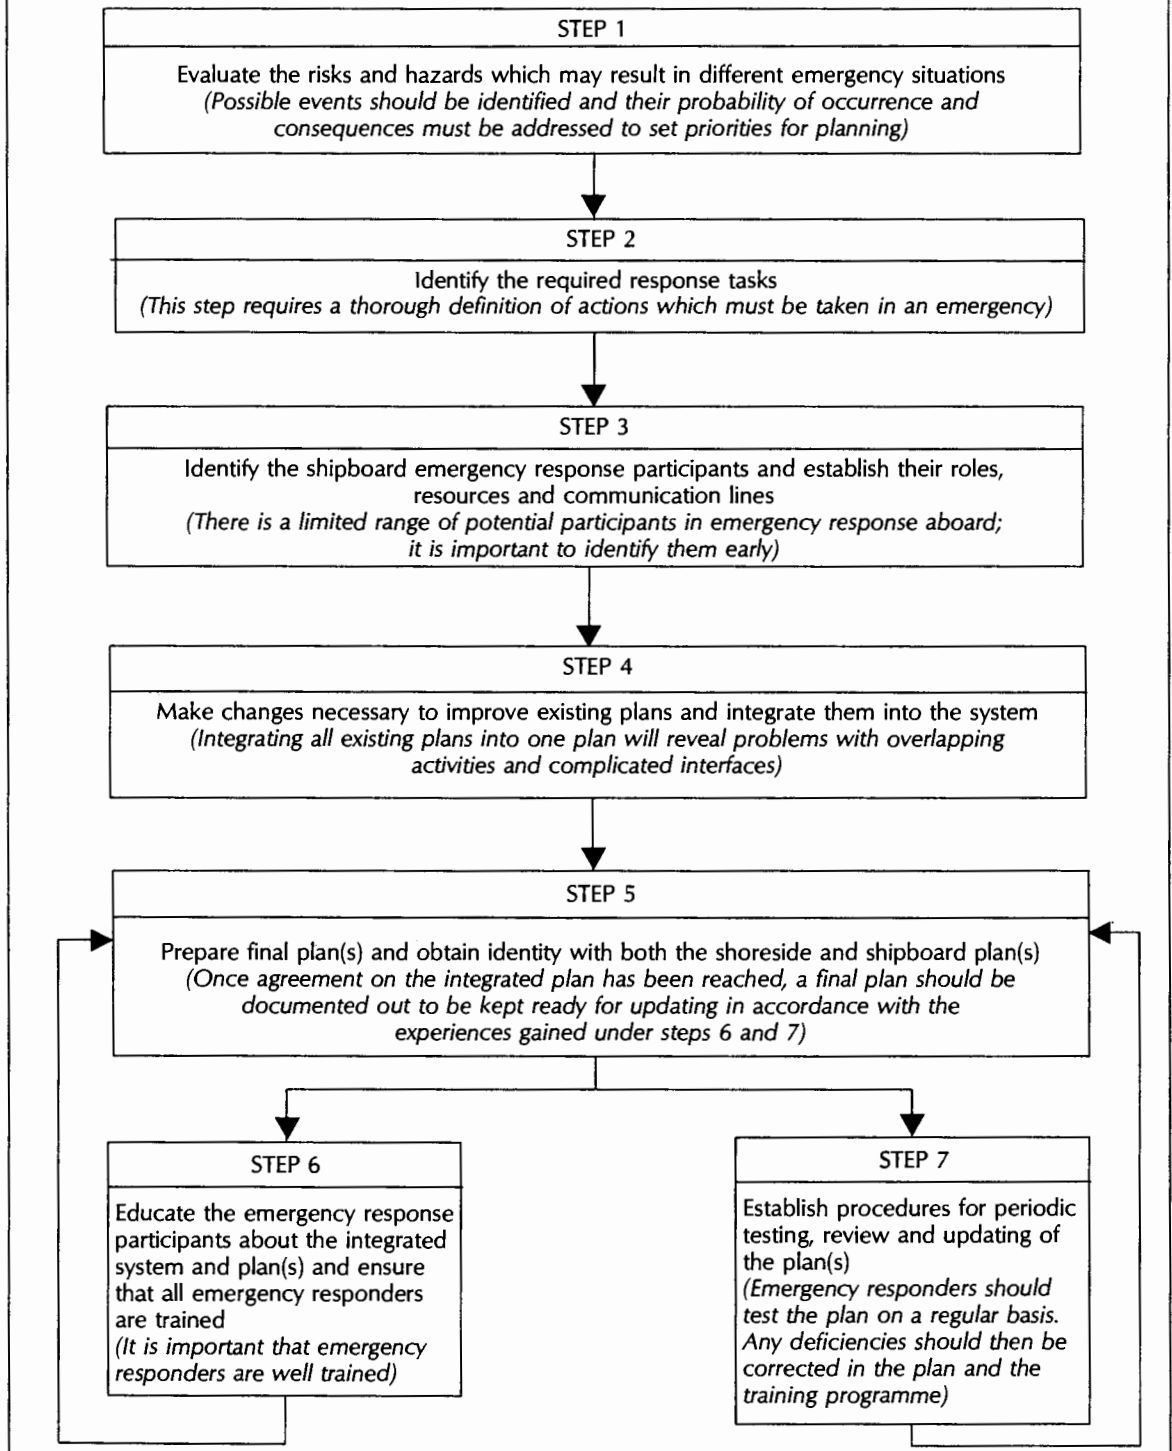 STEP 1
Evaluate the risks and hazards which may result in different emergency situations
(Possible events should be identified and their probability of occurrence and
consequences must be addressed to set priorities for planning)
STEP 2
Identify the required response tasks
(This step requires a thorough definition of actions which must be taken in an emergency)
STEP 3
Identify the shipboard emergency response participants and establish their roles,
resources and communication lines
(There is a limited range of potential participants in emergency response aboard;
it is important to identify them early)
STEP 4
Make changes necessary to improve existing plans and integrate them into the system
(Integrating all existing plans into one plan will reveal problems with overlapping
activities and complicated interfaces)
STEP 5
Prepare final plan(s) and obtain identity with both the shoreside and shipboard plan(s)
(Once agreement on the integrated plan has been reached, a final plan should be
documented out to be kept ready for updating in accordance with the
experiences gained under steps 6 and 7)
STEP 6
Educate the emergency response
participants about the integrated
system and plan(s) and ensure
that all emergency responders
are trained
(It is important that emergency
responders are well trained)
STEP 7
Establish procedures for periodic
testing, review and updating of
the plan(s)
(Emergency responders should
test the plan on a regular basis.
Any deficiencies should then be
corrected in the plan and the
training programme)